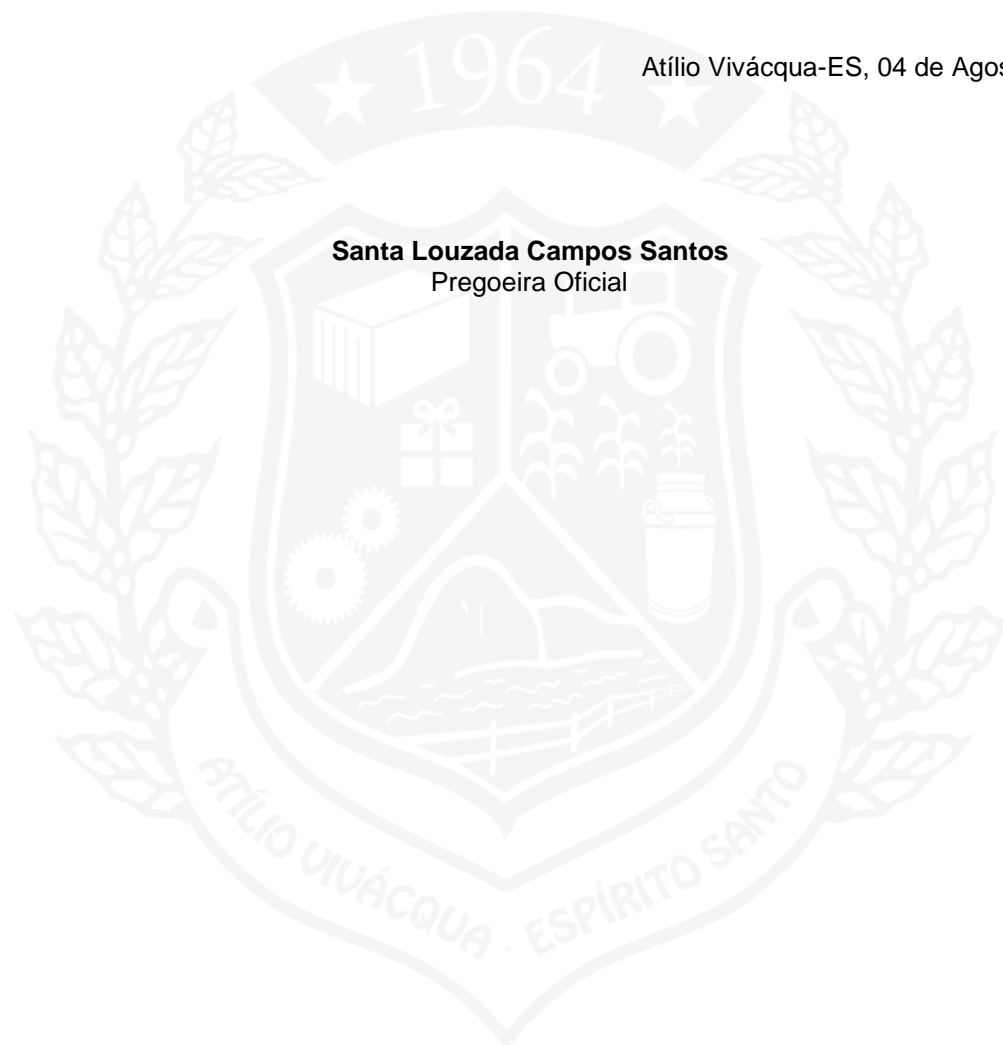 1964
Atílio Vivácqua-ES, 04 de Agos
Santa Louzada Campos Santos
Pregoeira Oficial
ATÍLIO VIVÁCQUA . ESPÍRITO SANTO